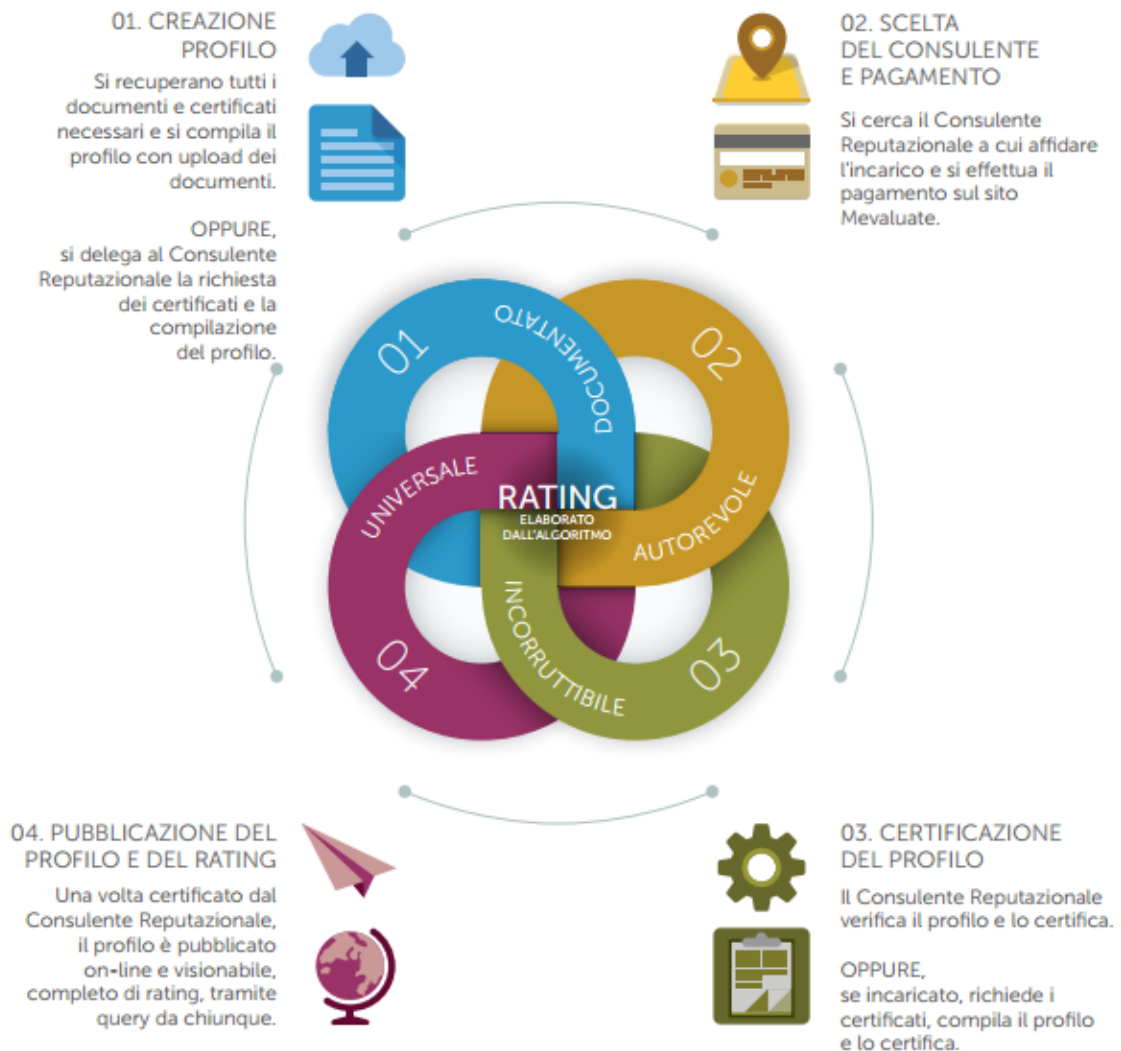 01. CREAZIONE
PROFILO
Si recuperano tutti i
documenti e certificati
necessari e si compila il
profilo con upload dei
documenti.
OPPURE,
si delega al Consulente
Reputazionale la richiesta
dei certificati e la
compilazione
del profilo.
02. SCELTA
DEL CONSULENTE
E PAGAMENTO
Si cerca il Consulente
Reputazionale a cui affidare
l'incarico e si effettua il
pagamento sul sito
Mevaluate.
01
DOCUMENTATO
02
AUTOREVOLE
UNIVERSALE
RATING
ELABORATO
DALL'ALGORITMO
INCORRUTTIBILE
03
04
04. PUBBLICAZIONE DEL
PROFILO E DEL RATING
Una volta certificato dal
Consulente Reputazionale,
il profilo è pubblicato
on-line e visionabile,
completo di rating, tramite
query da chiunque.
03. CERTIFICAZIONE
DEL PROFILO
Il Consulente Reputazionale
verifica il profilo e lo certifica.
OPPURE,
se incaricato, richiede i
certificati, compila il profilo
e lo certifica.